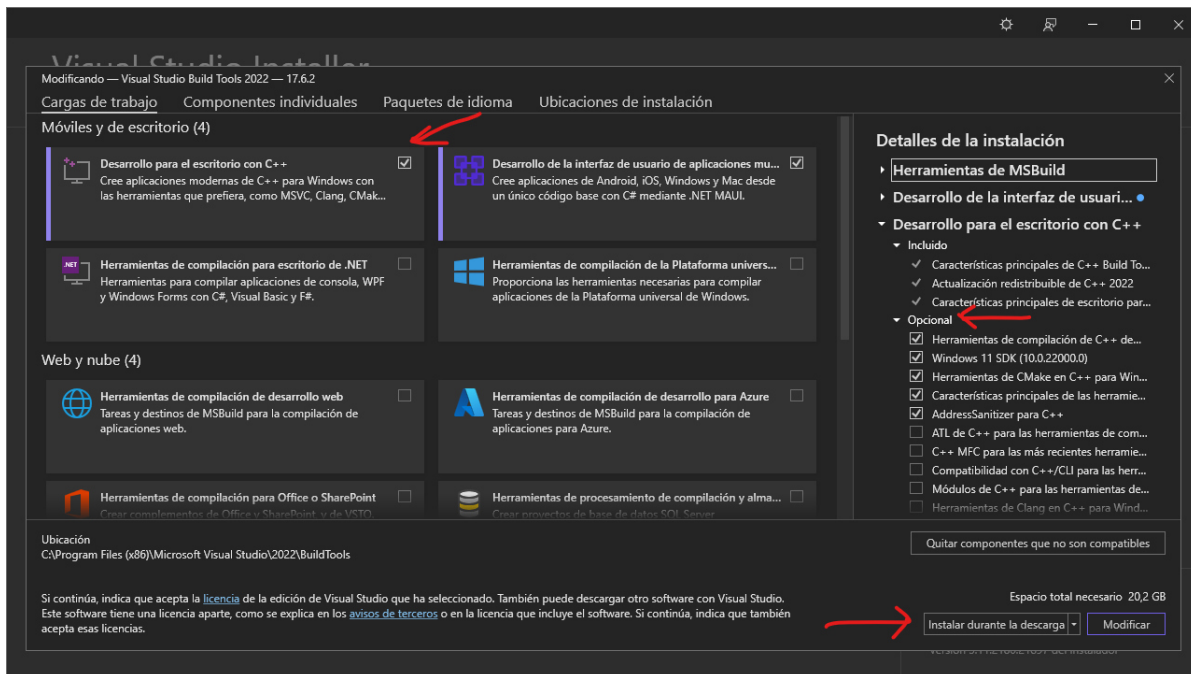 Visual Studio Installer
Modificando — Visual Studio Build Tools 2022 — 17.6.2
Cargas de trabajo
Componentes individuales
Paquetes de idioma
Ubicaciones de instalación
Móviles y de escritorio (4)
Desarrollo para el escritorio con C++
Cree aplicaciones modernas de C++ para Windows con
las herramientas que prefiera, como MSVC, Clang, CMak...
Desarrollo de la interfaz de usuario de aplicaciones mu...
Cree aplicaciones de Android, iOS, Windows y Mac desde
un único código base con C# mediante .NET MAUI.
.NET
Herramientas de compilación para escritorio de .NET
Herramientas para compilar aplicaciones de consola, WPF
y Windows Forms con C#, Visual Basic y F#.
Herramientas de compilación de la Plataforma univers...
Proporciona las herramientas necesarias para compilar
aplicaciones de la Plataforma universal de Windows.
Web y nube (4)
Herramientas de compilación de desarrollo web
Tareas y destinos de MSBuild para la compilación de
aplicaciones web.
Herramientas de compilación de desarrollo para Azure
Tareas y destinos de MSBuild para la compilación de
aplicaciones para Azure.
Herramientas de compilación para Office o SharePoint
Crear complementos de Office y SharePoint, y de VSTO.
Herramientas de procesamiento de compilación y alma...
Crear proyectos de base de datos SQL Server
Detalles de la instalación
Herramientas de MSBuild
Desarrollo de la interfaz de usuari...
Desarrollo para el escritorio con C++
Incluido
Características principales de C++ Build To...
Actualización redistribuible de C++ 2022
Características principales de escritorio par...
Opcional
Herramientas de compilación de C++ de...
Windows 11 SDK (10.0.22000.0)
Herramientas de CMake en C++ para Win...
Características principales de las herramie...
AddressSanitizer para C++
ATL de C++ para las herramientas de com...
C++ MFC para las más recientes herramie...
Compatibilidad con C++/CLI para las herr...
Módulos de C++ para las herramientas de...
Herramientas de Clang en C++ para Wind...
Ubicación
C:\Program Files (x86)\Microsoft Visual Studio\2022\BuildTools
Quitar componentes que no son compatibles
Si continúa, indica que acepta la licencia de la edición de Visual Studio que ha seleccionado. También puede descargar otro software con Visual Studio.
Este software tiene una licencia aparte, como se explica en los avisos de terceros o en la licencia que incluye el software. Si continúa, indica que también
acepta esas licencias.
Espacio total necesario 20,2 GB
Instalar durante la descarga
Modificar